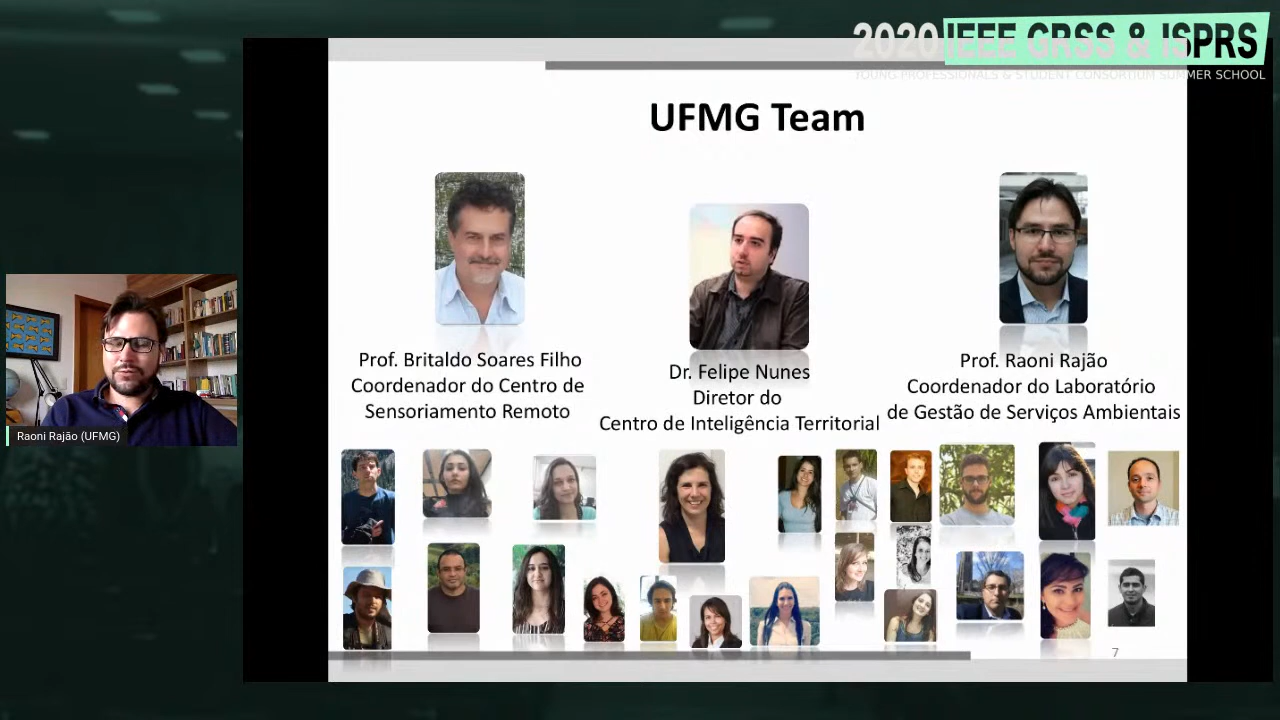 2020 IEEE GRSS & ISPRS
YOUNG PROFESSIONALS & STUDENT CONSORTIUM SUMMER SCHOOL
UFMG Team
Prof. Britaldo Soares Filho
Coordenador do Centro de
Sensoriamento Remoto
Dr. Felipe Nunes
Diretor do
Centro de Inteligência Territorial
Prof. Raoni Rajão
Coordenador do Laboratório
de Gestão de Serviços Ambientais
Raoni Rajão (UFMG)
7